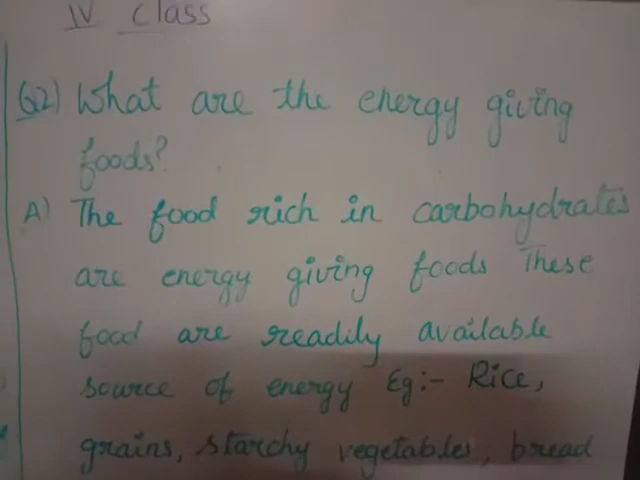 IV Class
Q2) What are the energy giving
foods?
A) The food rich in carbohydrates
are energy giving foods These
food are readily available
source of energy Eg:- Rice,
grains, starchy vegetables, bread